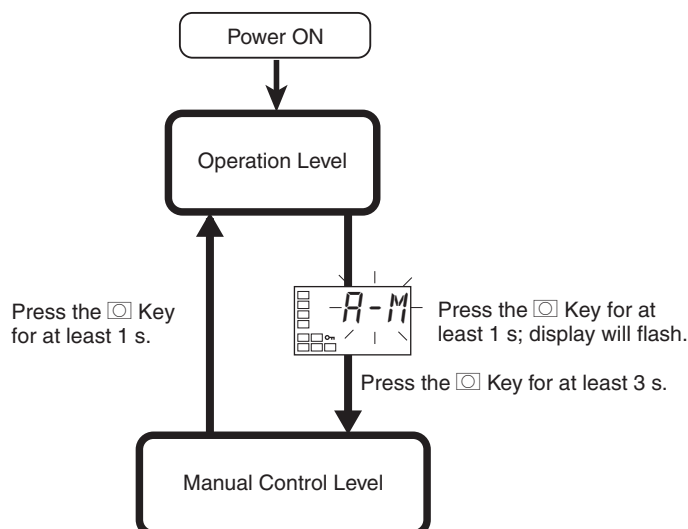 Power ON
Operation Level
Press the Key
for at least 1 s.
A-M
Press the Key for at
least 1 s; display will flash.
Press the Key for at least 3 s.
Manual Control Level